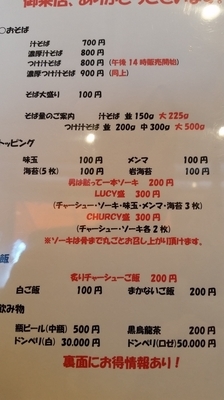 御来店、ありがとうございます
○おそば
汁そば 700円
濃厚汁そば 800円
つけ汁そば 800円 (午後14時販売開始)
濃厚つけ汁そば 900円 (同上)
そば大盛り 100円
そば量のご案内 汁そば 並150g 大225g
つけ汁そば 並200g 中300g 大500g
トッピング
味玉 100円 メンマ 100円
海苔(5枚) 100円 岩海苔 100円
男は黙って一本ソーキ 200円
LUCY盛 300円
(チャーシュー・ソーキ・味玉・メンマ・海苔3枚)
CHURCY盛 300円
(チャーシュー・ソーキ各2枚)
※ソーキは骨まで丸ごとお召し上がり頂けます。
飯
炙りチャーシューご飯 200円
白ご飯 100円 まかないご飯 200円
飲み物
瓶ビール(中瓶) 500円 黒烏龍茶 200円
ドンペリ(白) 30.000円 ドンペリ(ロゼ)50.000円
裏面にお得情報あり!